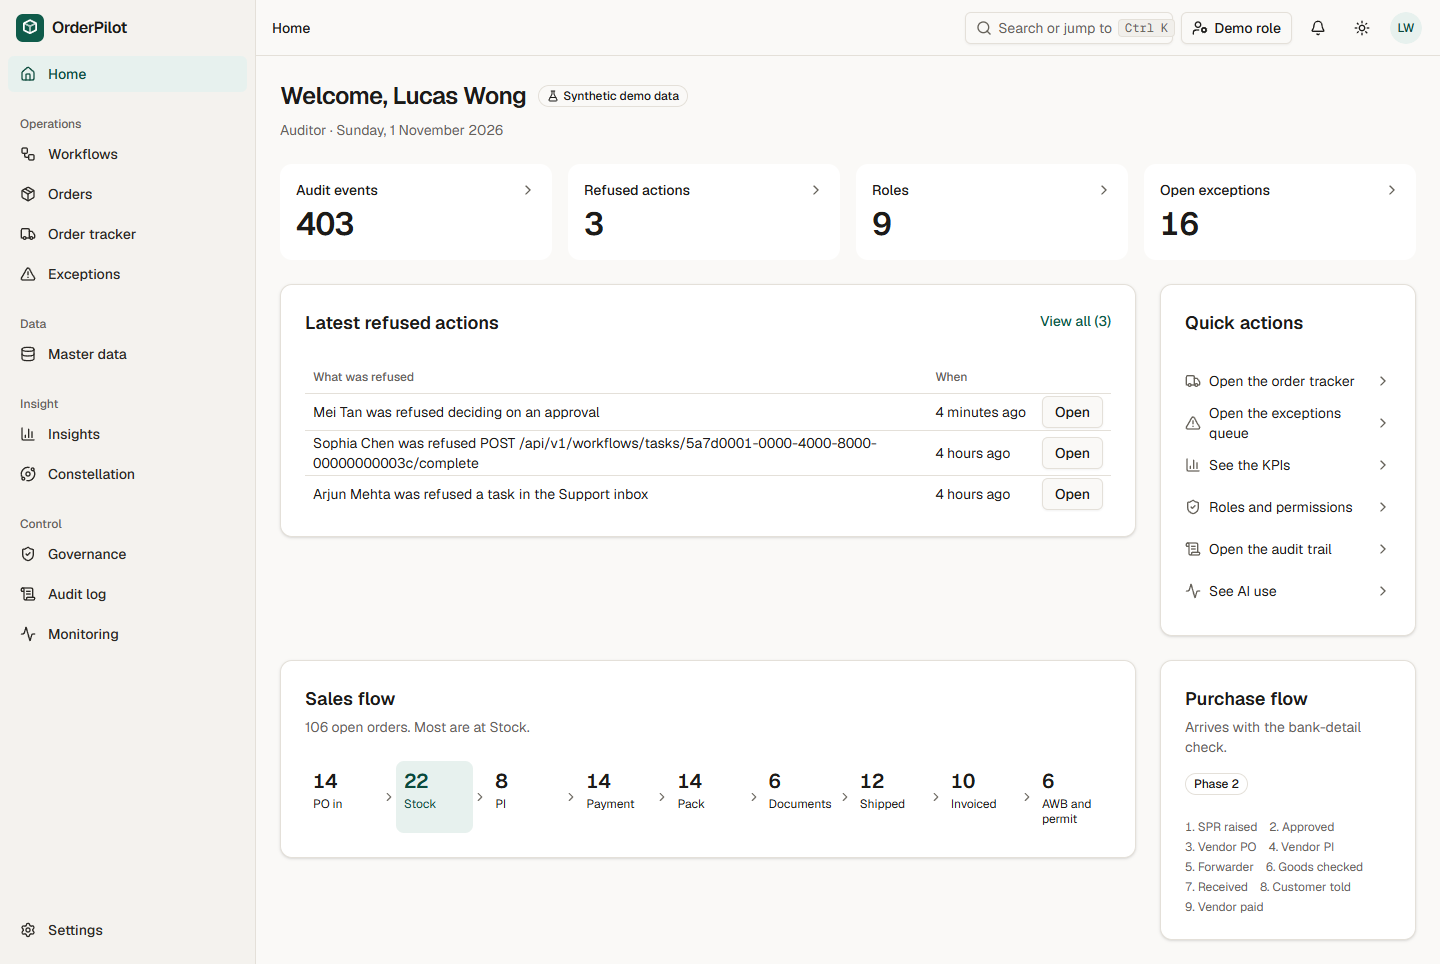 OrderPilot
Home
Operations
Workflows
Orders
Order tracker
Exceptions
Data
Master data
Insight
Insights
Constellation
Control
Governance
Audit log
Monitoring
Settings
Home
Search or jump to Ctrl K
Demo role
LW
Welcome, Lucas Wong
Synthetic demo data
Auditor · Sunday, 1 November 2026
Audit events
403
Refused actions
3
Roles
9
Open exceptions
16
Latest refused actions
View all (3)
What was refused When
Mei Tan was refused deciding on an approval 4 minutes ago Open
Sophia Chen was refused POST /api/v1/workflows/tasks/5a7d0001-0000-4000-8000-
00000000003c/complete 4 hours ago Open
Arjun Mehta was refused a task in the Support inbox 4 hours ago Open
Quick actions
Open the order tracker
Open the exceptions
queue
See the KPIs
Roles and permissions
Open the audit trail
See AI use
Sales flow
106 open orders. Most are at Stock.
14
PO in
22
Stock
8
PI
14
Payment
14
Pack
6
Documents
12
Shipped
10
Invoiced
6
AWB and
permit
Purchase flow
Arrives with the bank-detail
check.
Phase 2
1. SPR raised 2. Approved
3. Vendor PO 4. Vendor PI
5. Forwarder 6. Goods checked
7. Received 8. Customer told
9. Vendor paid